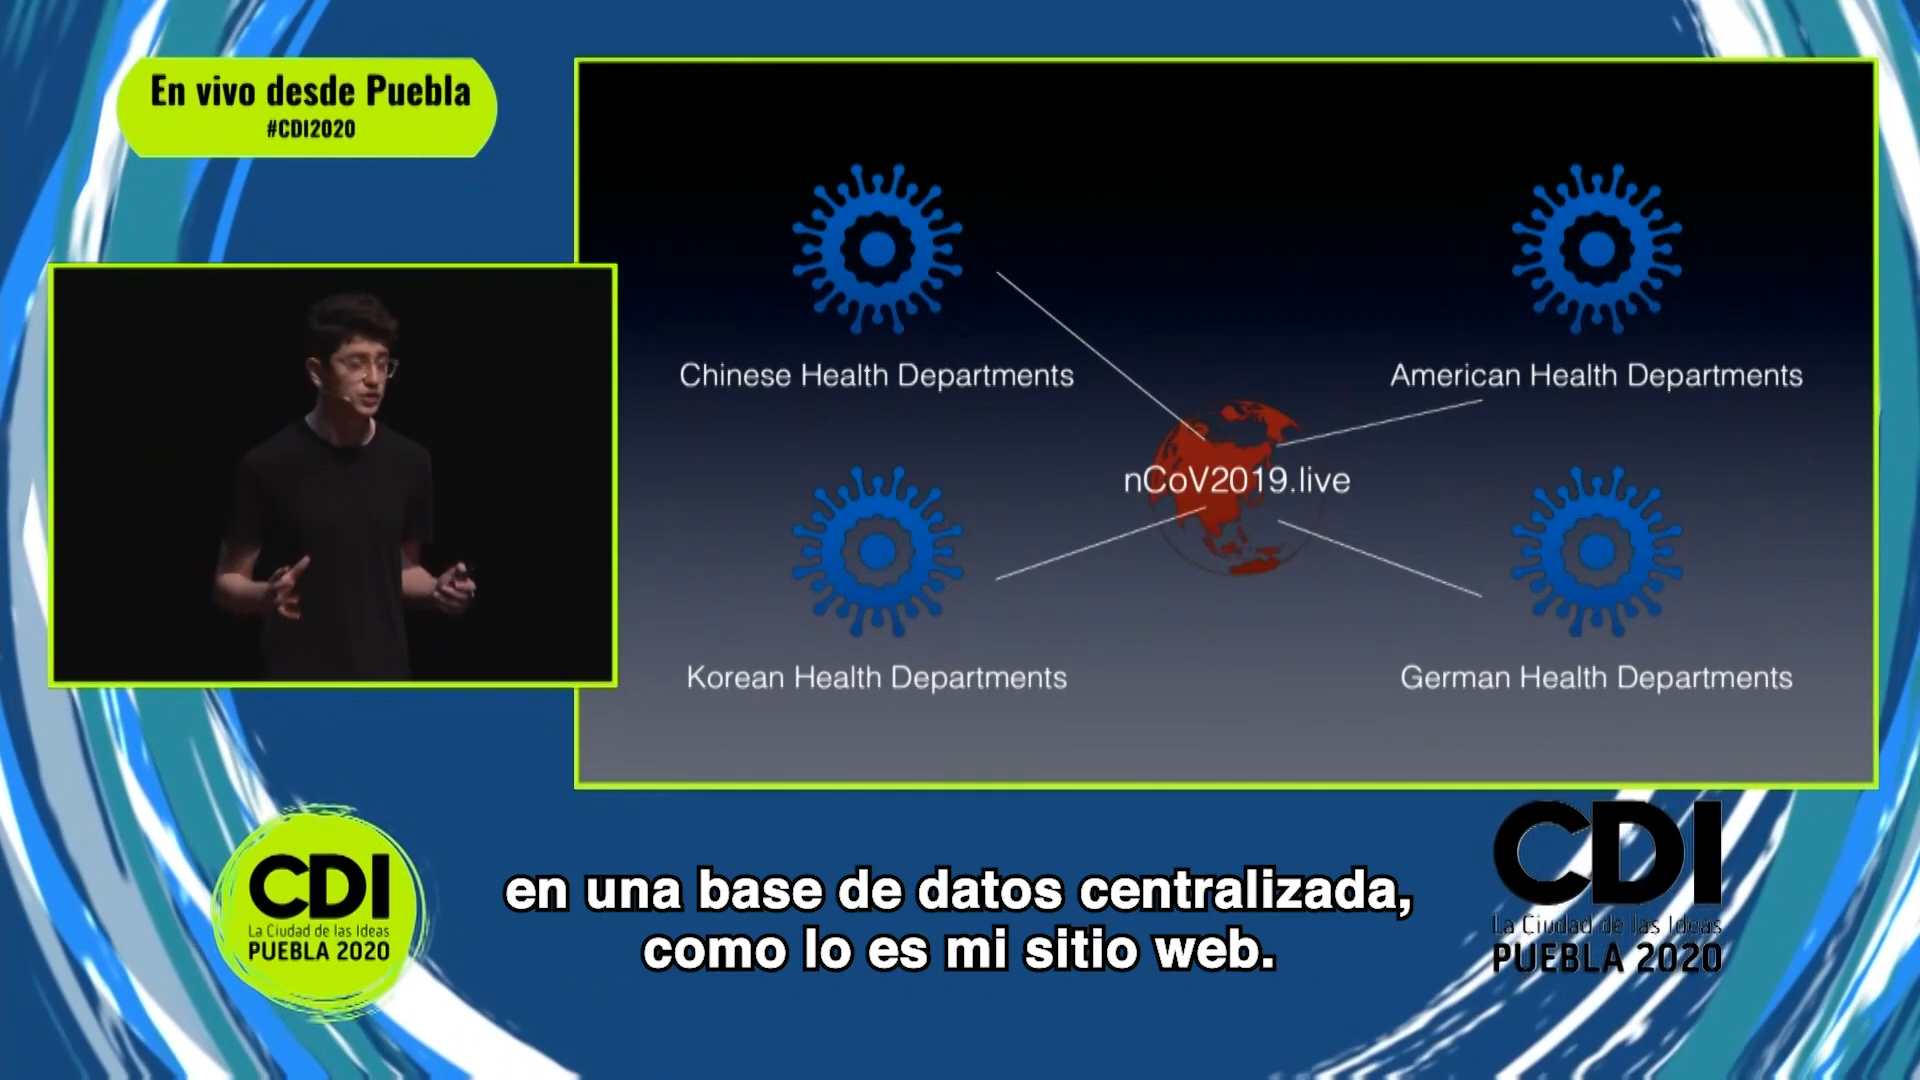 En vivo desde Puebla
#CDI2020
Chinese Health Departments
American Health Departments
nCoV2019.live
Korean Health Departments
German Health Departments
CDI
La Ciudad de las Ideas
PUEBLA 2020
en una base de datos centralizada,
como lo es mi sitio web.
CDI
La Ciudad de las Ideas
PUEBLA 2020